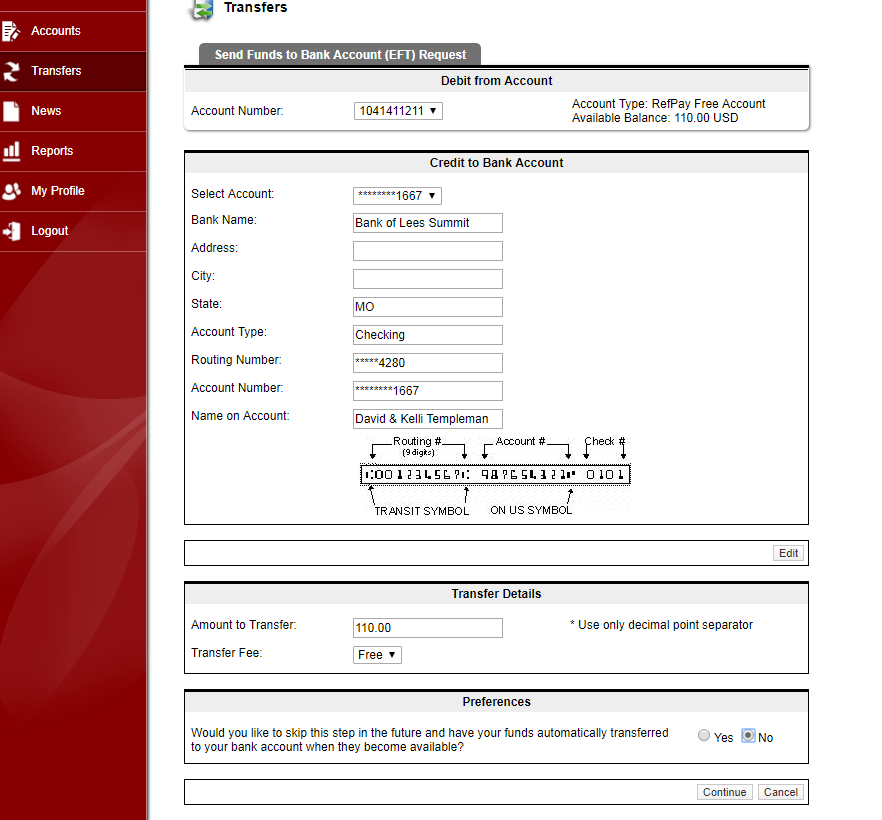 Transfers
Accounts
Transfers
News
Reports
My Profile
Logout
Send Funds to Bank Account (EFT) Request
Debit from Account
Account Number: 1041411211 ▼
Account Type: RefPay Free Account
Available Balance: 110.00 USD
Credit to Bank Account
Select Account: ********1667 ▼
Bank Name: Bank of Lees Summit
Address:
City:
State: MO
Account Type: Checking
Routing Number: *****4280
Account Number: ********1667
Name on Account: David & Kelli Templeman
Routing # Account # Check #
(9 digits)
⑆001234567⑆ 987654321⑈ 0101
TRANSIT SYMBOL ON US SYMBOL
Edit
Transfer Details
Amount to Transfer: 110.00 * Use only decimal point separator
Transfer Fee: Free ▼
Preferences
Would you like to skip this step in the future and have your funds automatically transferred
to your bank account when they become available? Yes No
Continue Cancel